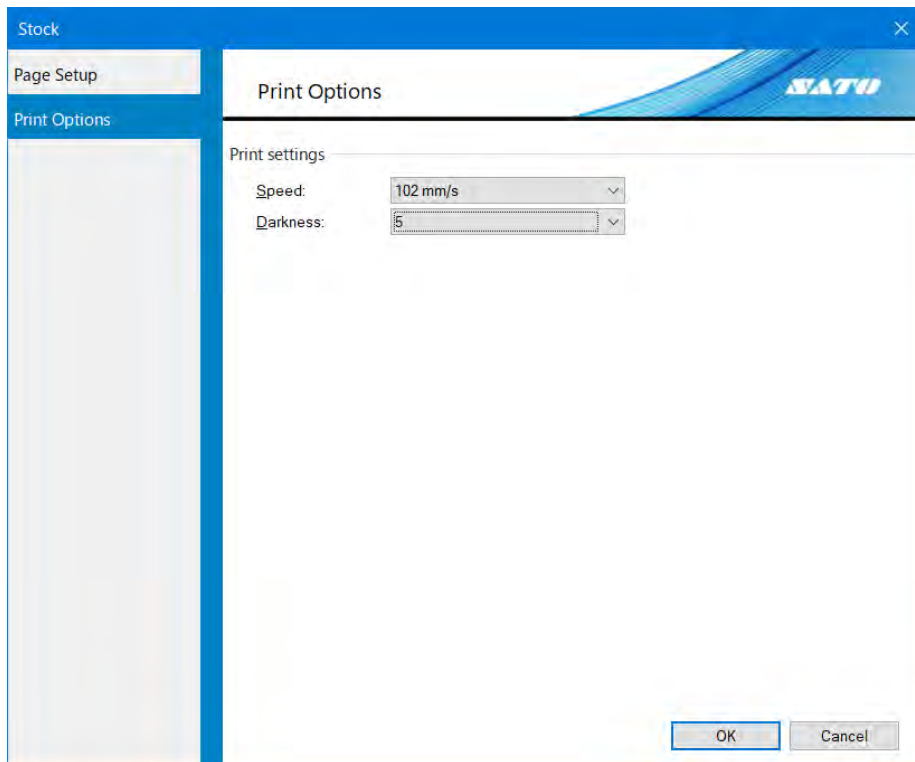 Stock
Page Setup
Print Options
Print Options
SATO
Print settings
Speed: 102 mm/s
Darkness: 5
OK Cancel